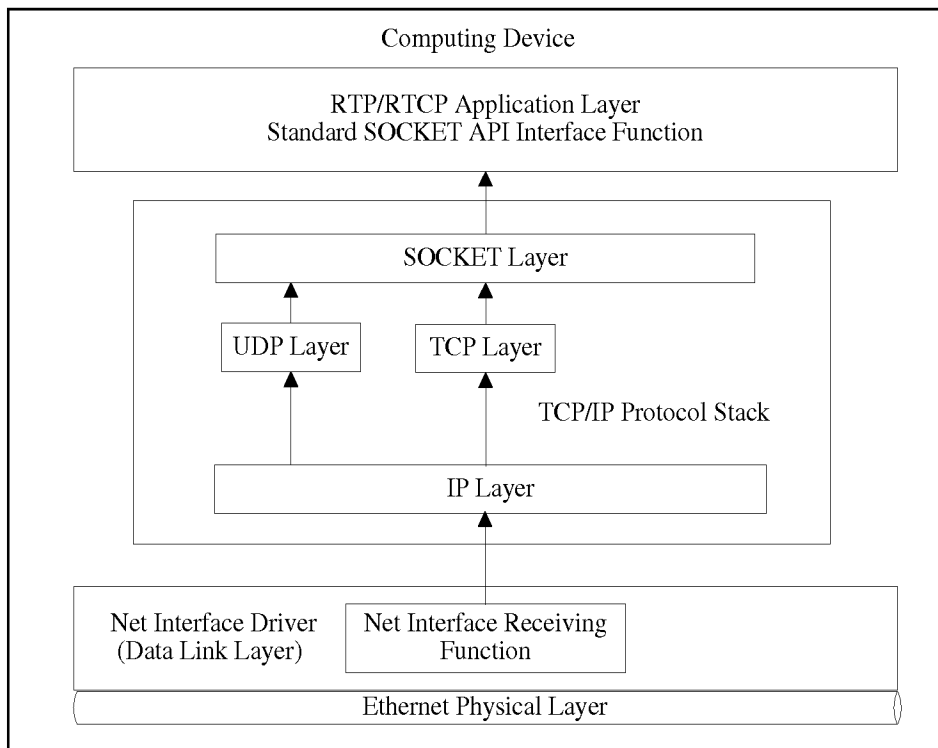 Computing Device
RTP/RTCP Application Layer
Standard SOCKET API Interface Function
SOCKET Layer
UDP Layer
TCP Layer
TCP/IP Protocol Stack
IP Layer
Net Interface Driver
(Data Link Layer)
Net Interface Receiving
Function
Ethernet Physical Layer